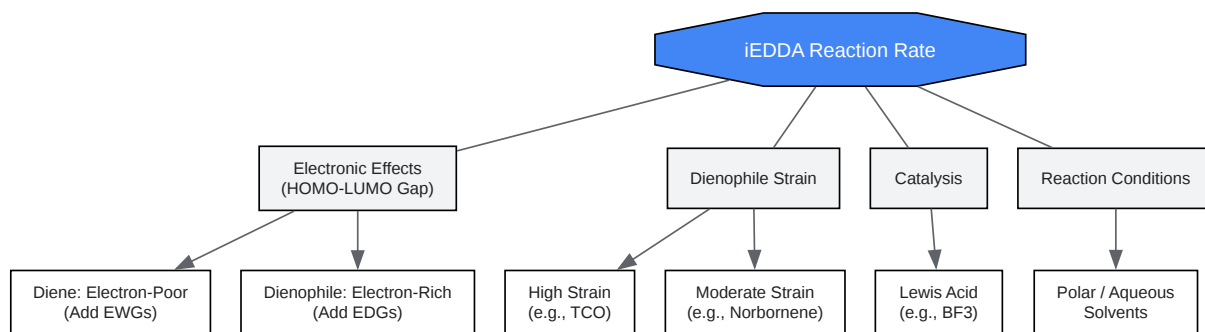 iEDDA Reaction Rate
Electronic Effects
(HOMO-LUMO Gap)
Dienophile Strain
Catalysis
Reaction Conditions
Diene: Electron-Poor
(Add EWGs)
Dienophile: Electron-Rich
(Add EDGs)
High Strain
(e.g., TCO)
Moderate Strain
(e.g., Norbornene)
Lewis Acid
(e.g., BF3)
Polar / Aqueous
Solvents